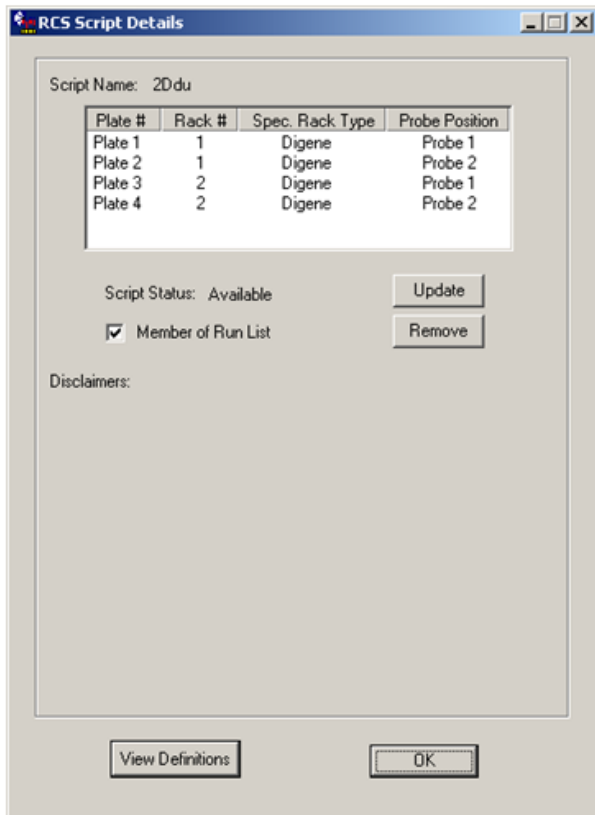 RCS Script Details
Script Name: 2Ddu
Plate # Rack # Spec. Rack Type Probe Position
Plate 1 1 Digene Probe 1
Plate 2 1 Digene Probe 2
Plate 3 2 Digene Probe 1
Plate 4 2 Digene Probe 2
Script Status: Available Update
Member of Run List Remove
Disclaimers:
View Definitions OK